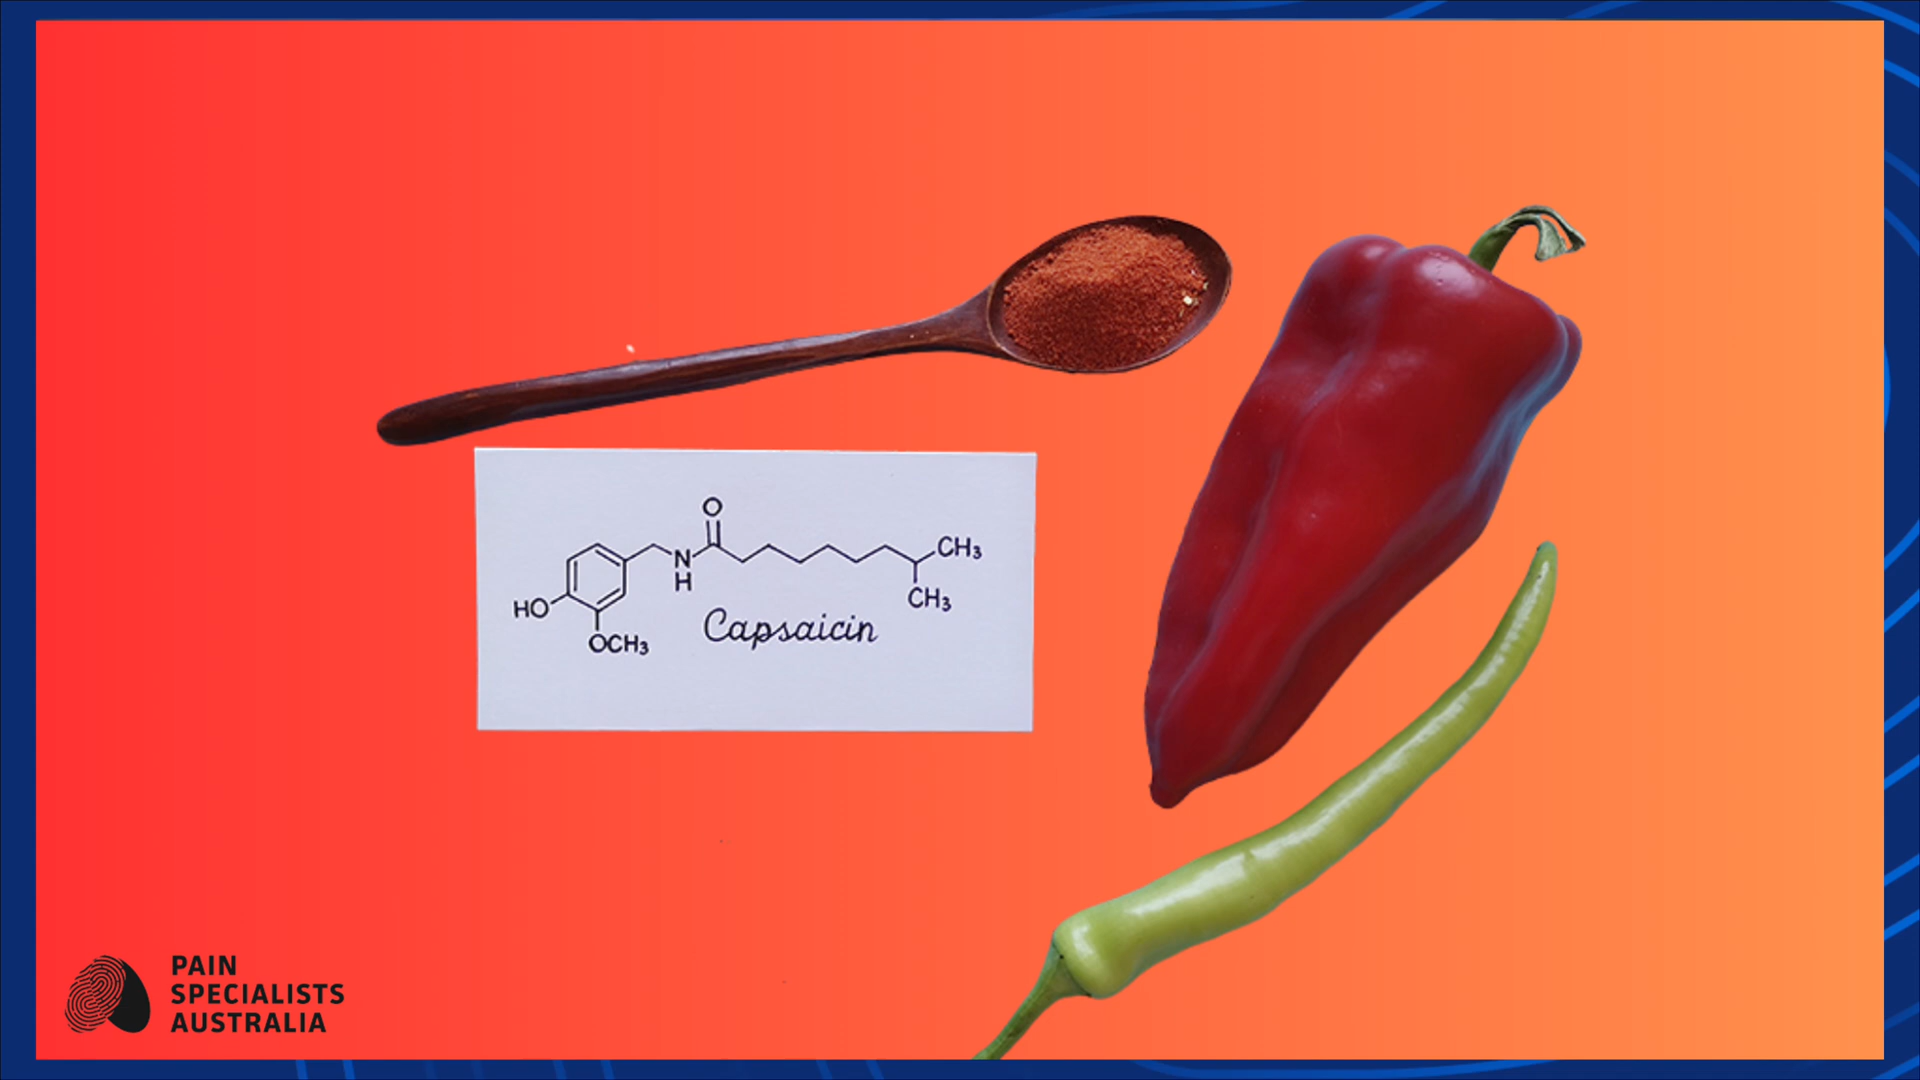 O
CH3
N
H
CH3
HO
OCH3
Capsaicin
PAIN
SPECIALISTS
AUSTRALIA